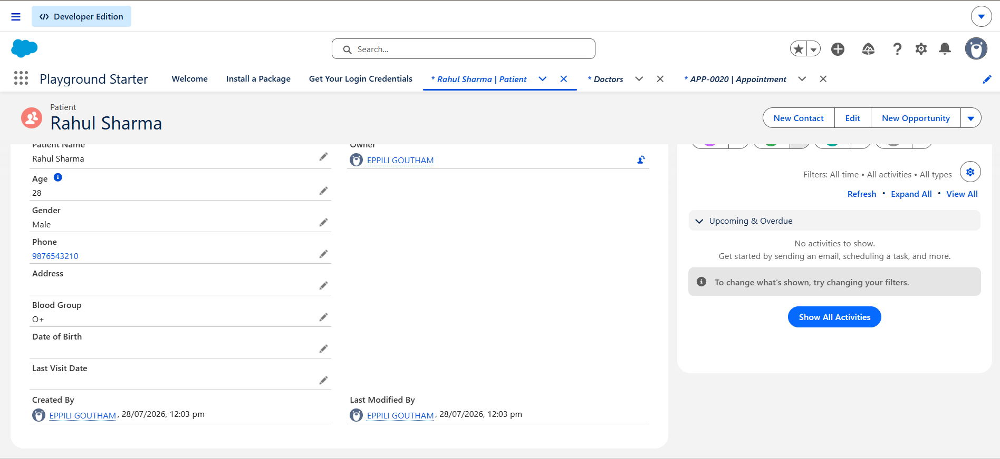 Developer Edition
Search...
Playground Starter
Welcome
Install a Package
Get Your Login Credentials
* Rahul Sharma | Patient
* Doctors
* APP-0020 | Appointment
Patient
Rahul Sharma
New Contact
Edit
New Opportunity
Patient Name
Rahul Sharma
Owner
EPPILI GOUTHAM
Age
28
Gender
Male
Phone
9876543210
Address
Blood Group
O+
Date of Birth
Last Visit Date
Created By
EPPILI GOUTHAM, 28/07/2026, 12:03 pm
Last Modified By
EPPILI GOUTHAM, 28/07/2026, 12:03 pm
Filters: All time • All activities • All types
Refresh • Expand All • View All
Upcoming & Overdue
No activities to show.
Get started by sending an email, scheduling a task, and more.
To change what's shown, try changing your filters.
Show All Activities